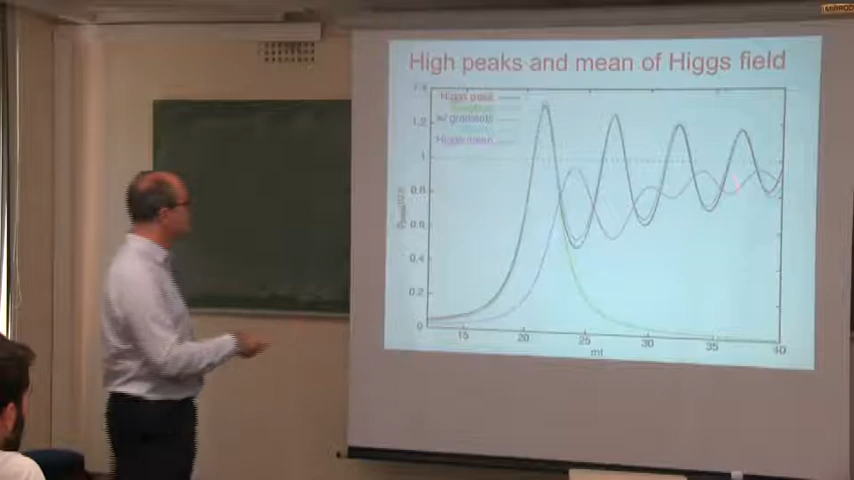 High peaks and mean of Higgs field
Higgs peak
w/ gradients
Higgs mean
1.4
1.2
1
0.8
0.6
0.4
0.2
0
15
20
25
30
35
40
mt